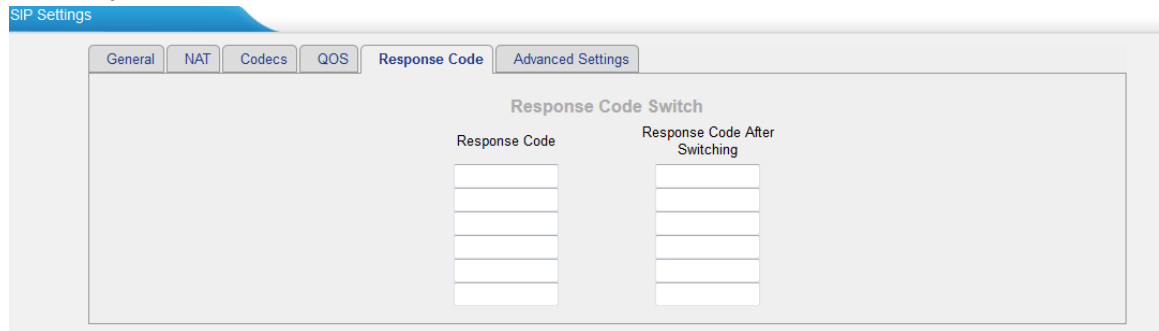 SIP Settings
General NAT Codecs QOS Response Code Advanced Settings
Response Code Switch
Response Code
Response Code After
Switching